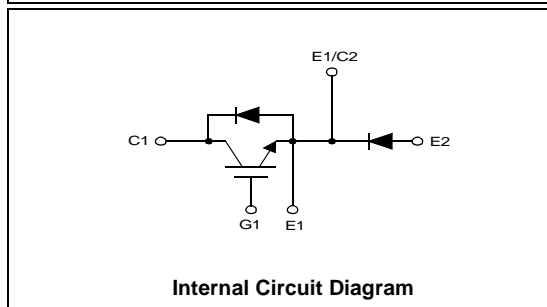 E1/C2
C1
E2
G1
E1
Internal Circuit Diagram